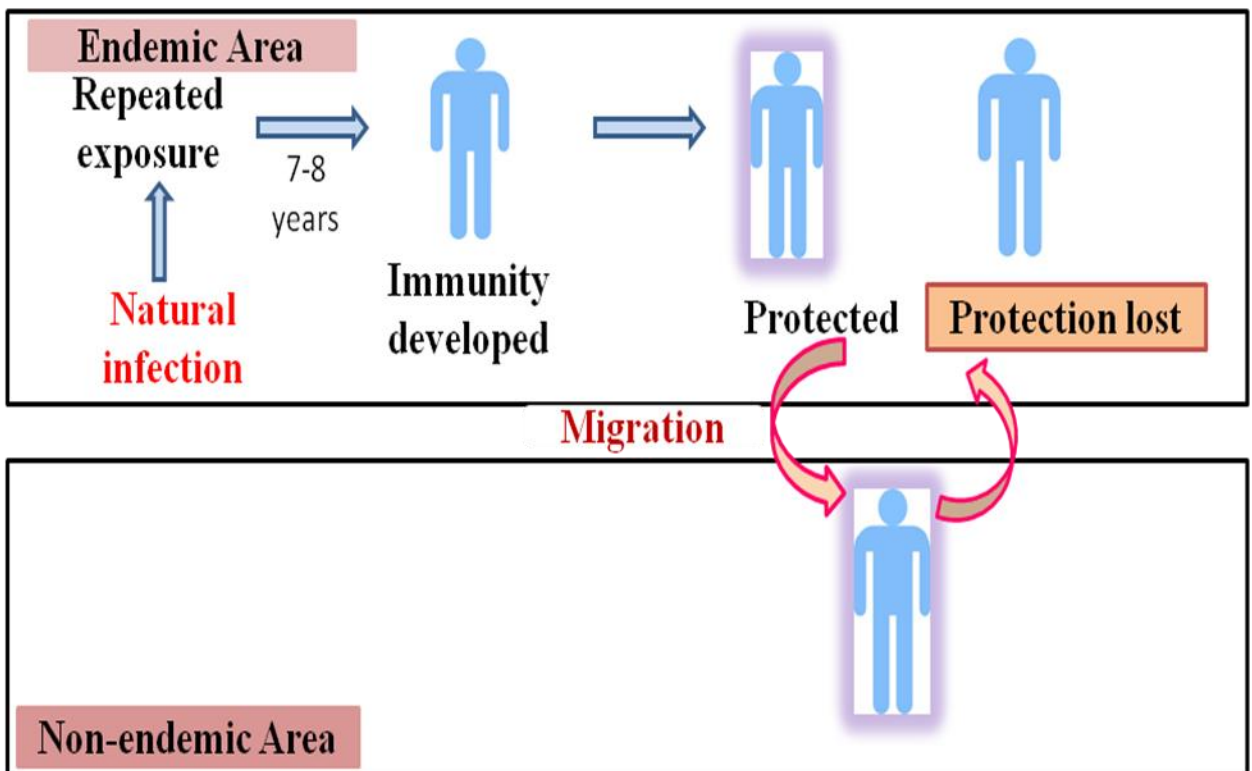 Endemic Area
Repeated
exposure
7-8
years
Natural
infection
Immunity
developed
Protected
Protection lost
Migration
Non-endemic Area